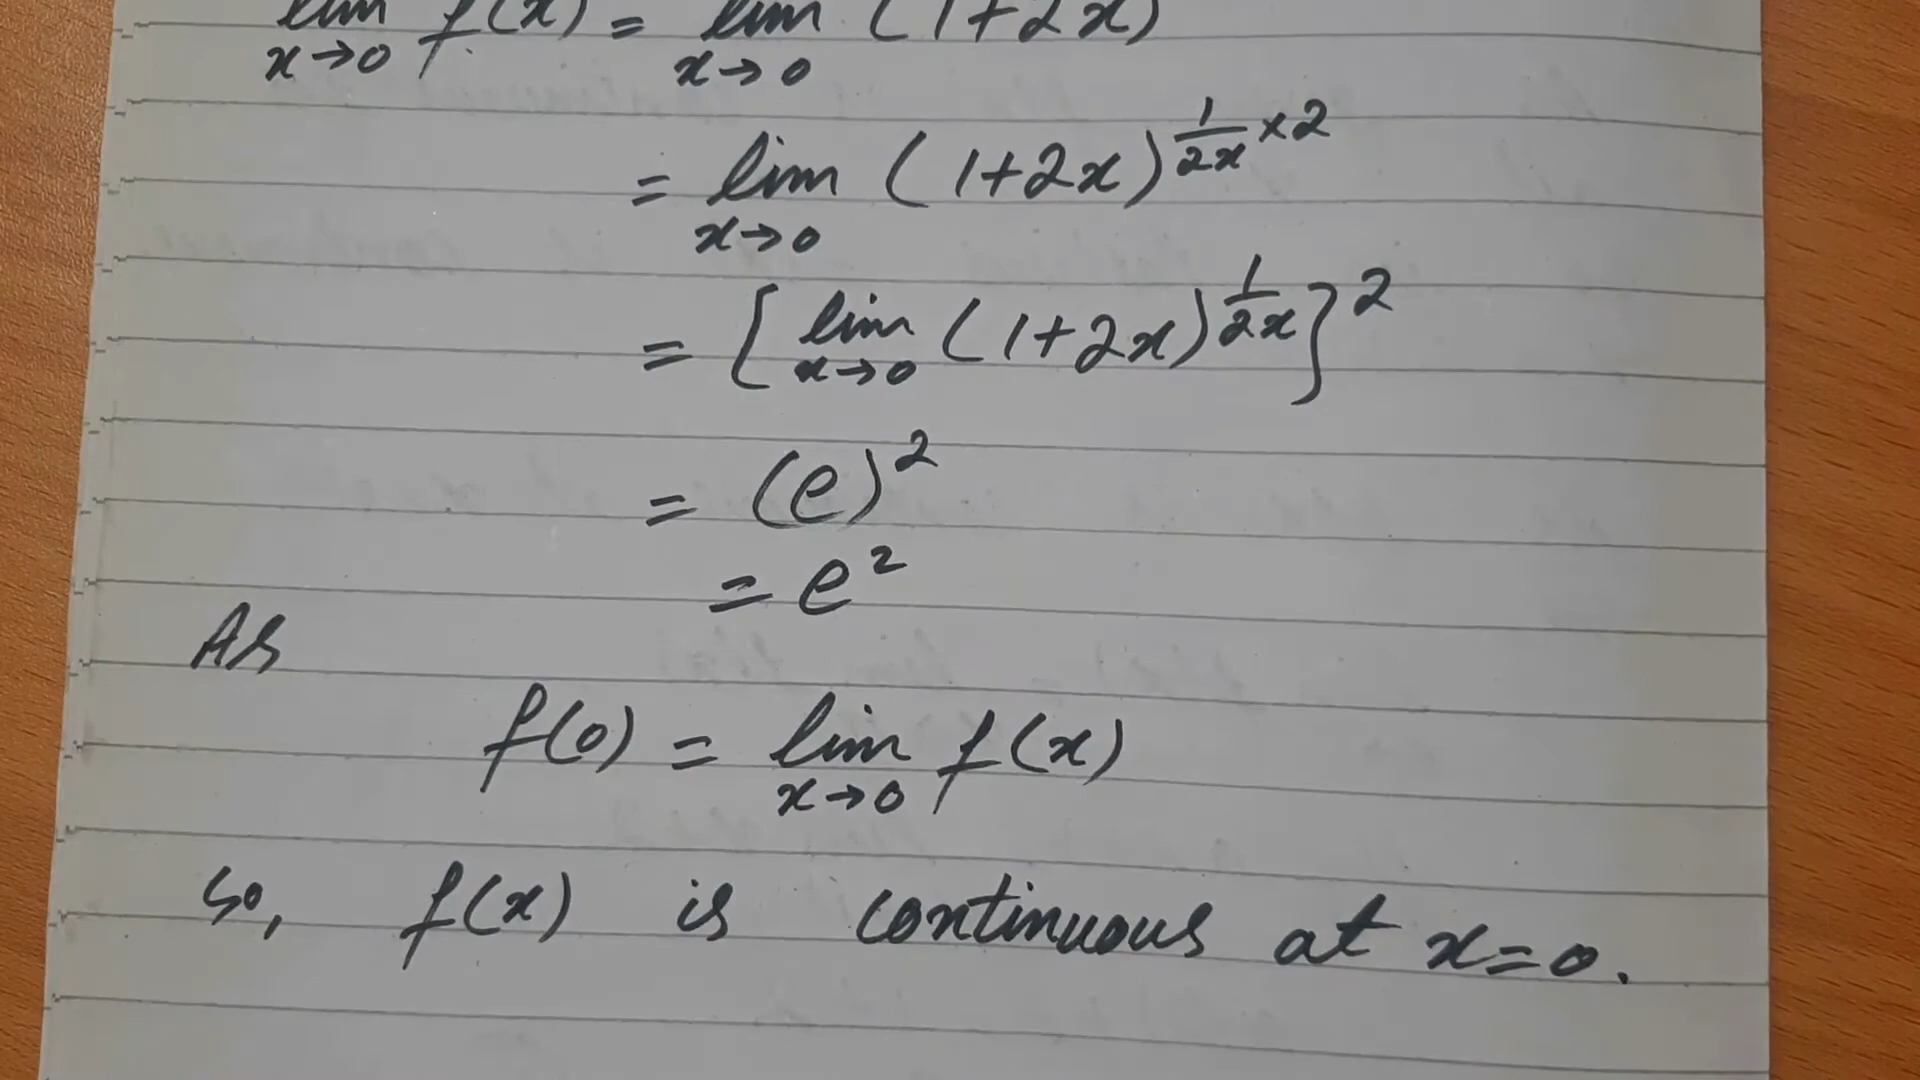 lim x→0 f(x) = lim x→0 (1+2x)
= lim x→0 (1+2x)^{1/2x × 2}
= [lim x→0 (1+2x)^{1/2x}]^2
= (e)^2
= e^2
As
f(0) = lim x→0 f(x)
So, f(x) is continuous at x=0.